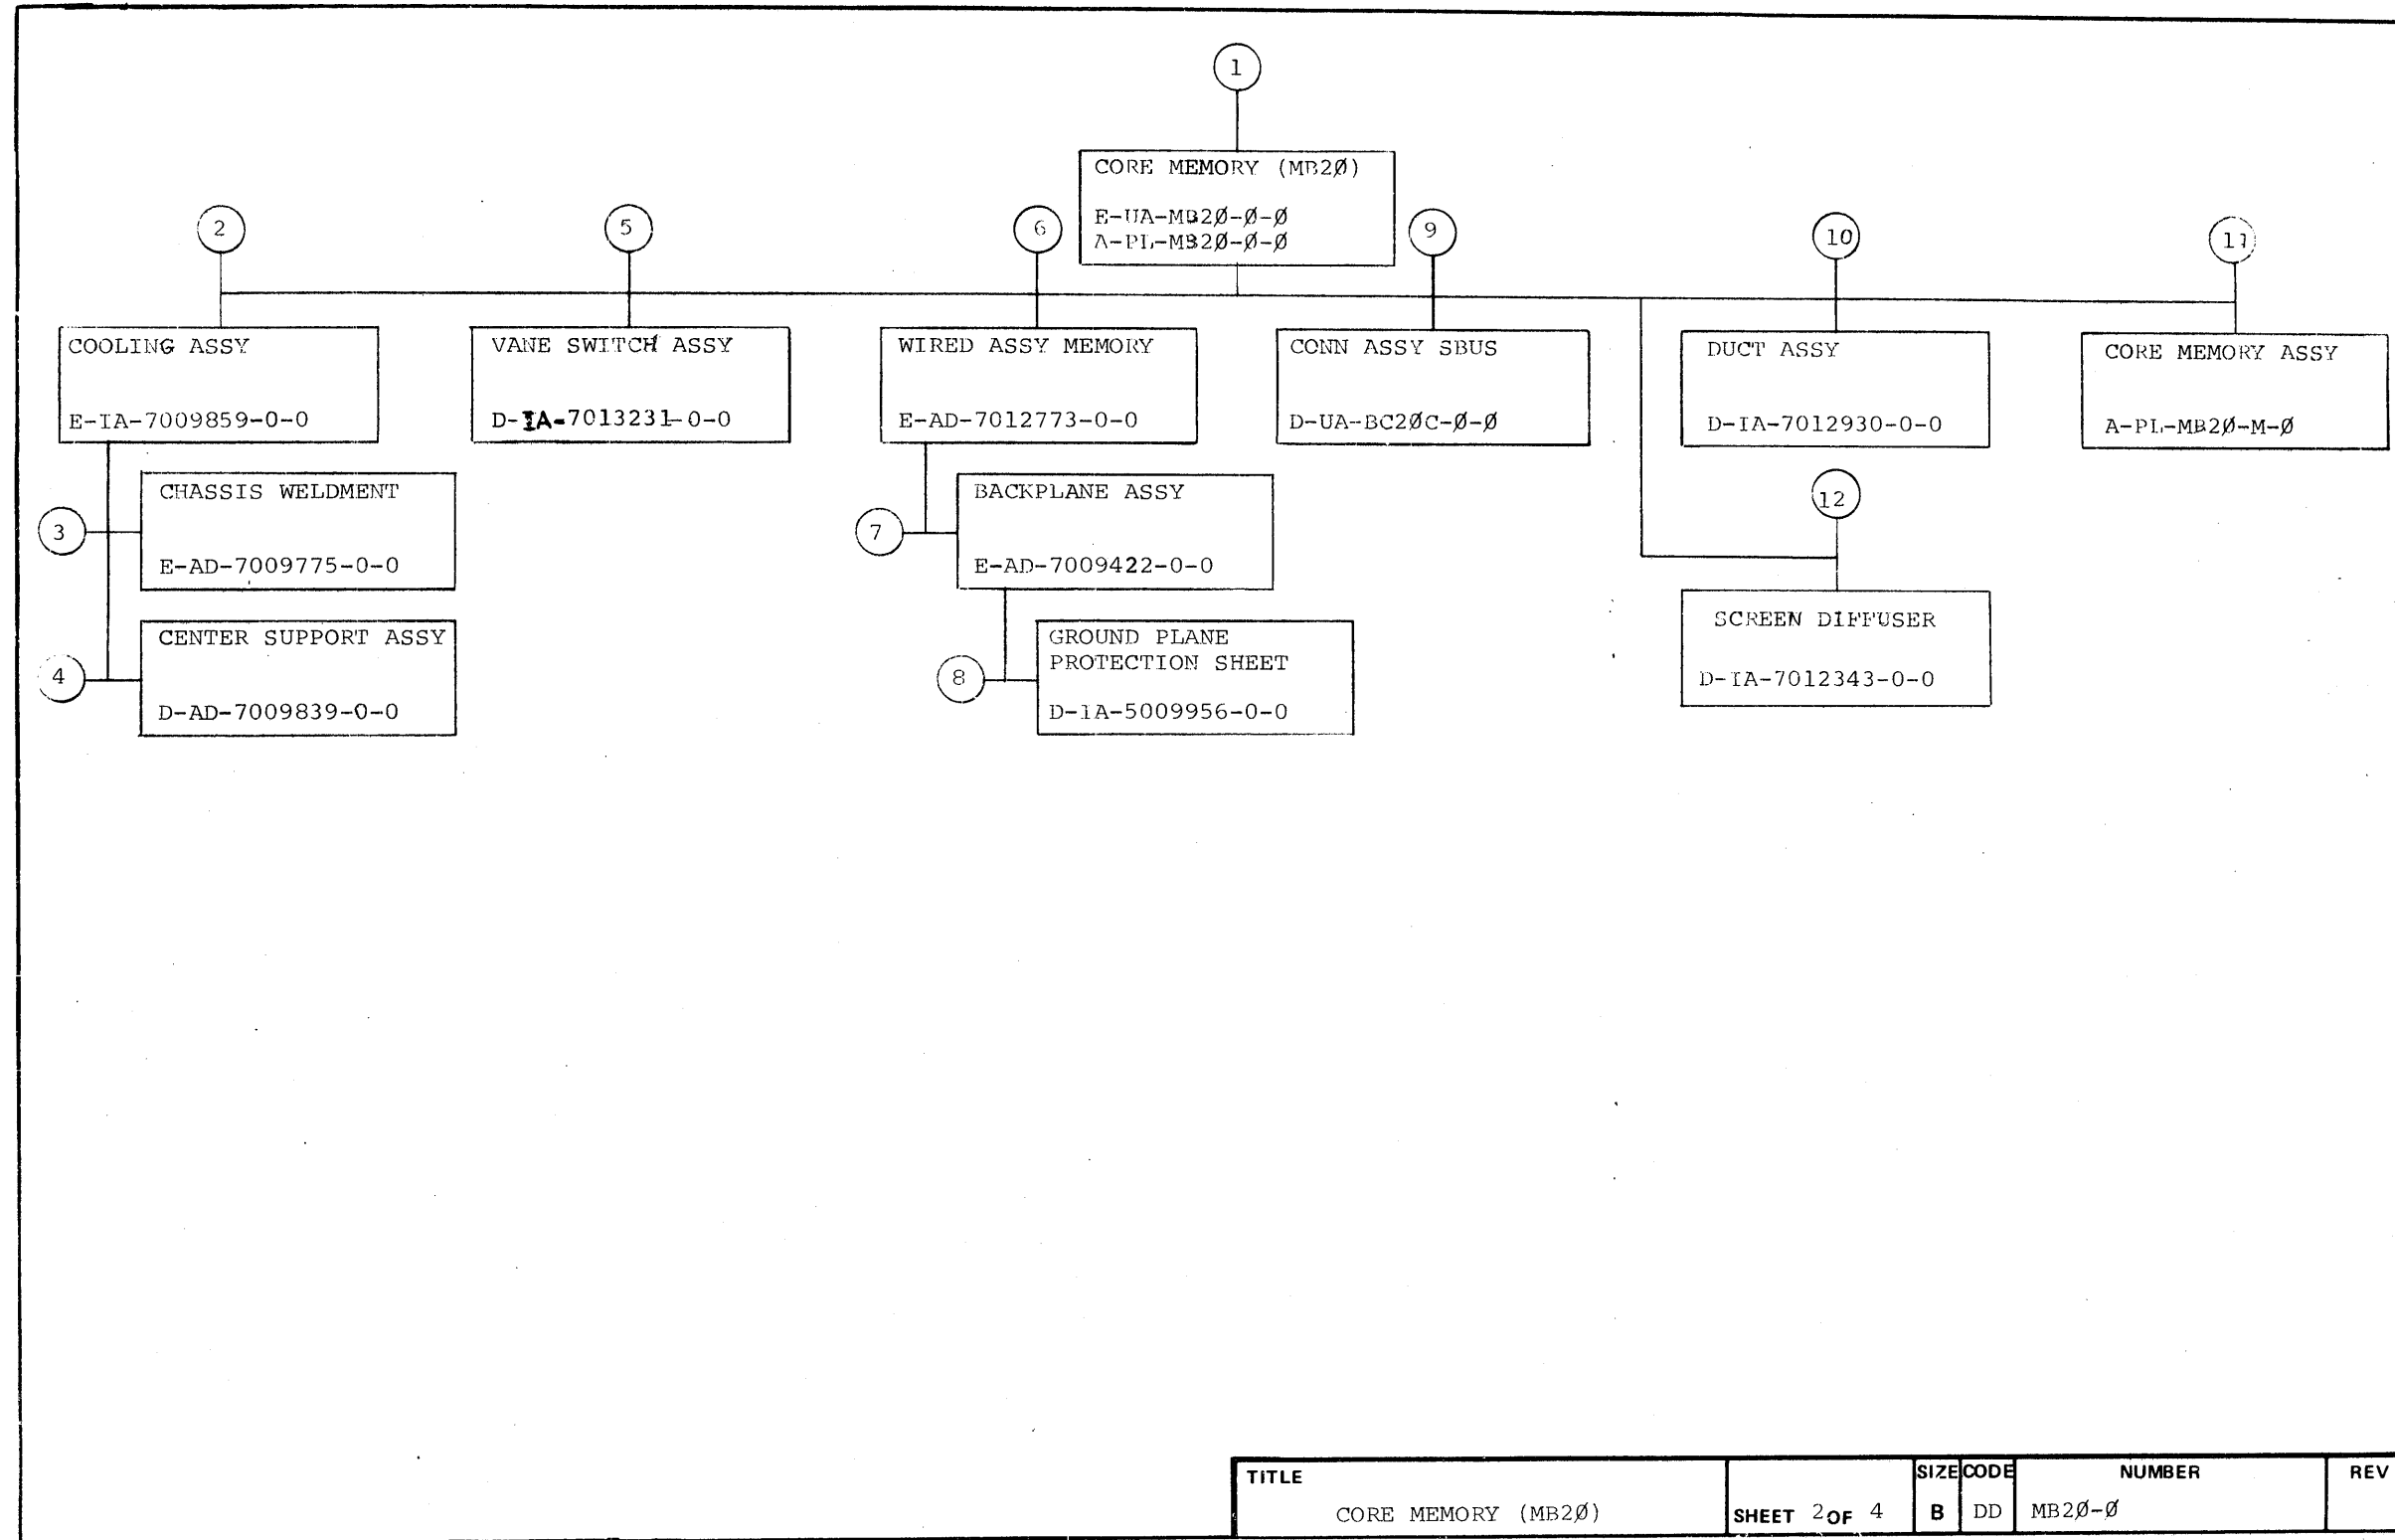 1
CORE MEMORY (MB2Ø)
E-UA-MB2Ø-Ø-Ø
A-PL-MB2Ø-Ø-Ø
2
5
6
9
10
11
COOLING ASSY
E-IA-7009859-0-0
VANE SWITCH ASSY
D-IA-7013231-0-0
WIRED ASSY MEMORY
E-AD-7012773-0-0
CONN ASSY SBUS
D-UA-BC2ØC-Ø-Ø
DUCT ASSY
D-IA-7012930-0-0
CORE MEMORY ASSY
A-PL-MB2Ø-M-Ø
3
CHASSIS WELDMENT
E-AD-7009775-0-0
4
CENTER SUPPORT ASSY
D-AD-7009839-0-0
7
BACKPLANE ASSY
E-AD-7009422-0-0
8
GROUND PLANE
PROTECTION SHEET
D-IA-5009956-0-0
12
SCREEN DIFFUSER
D-IA-7012343-0-0
TITLE
CORE MEMORY (MB2Ø)
SHEET 2 OF 4
SIZE
B
CODE
DD
NUMBER
MB2Ø-Ø
REV